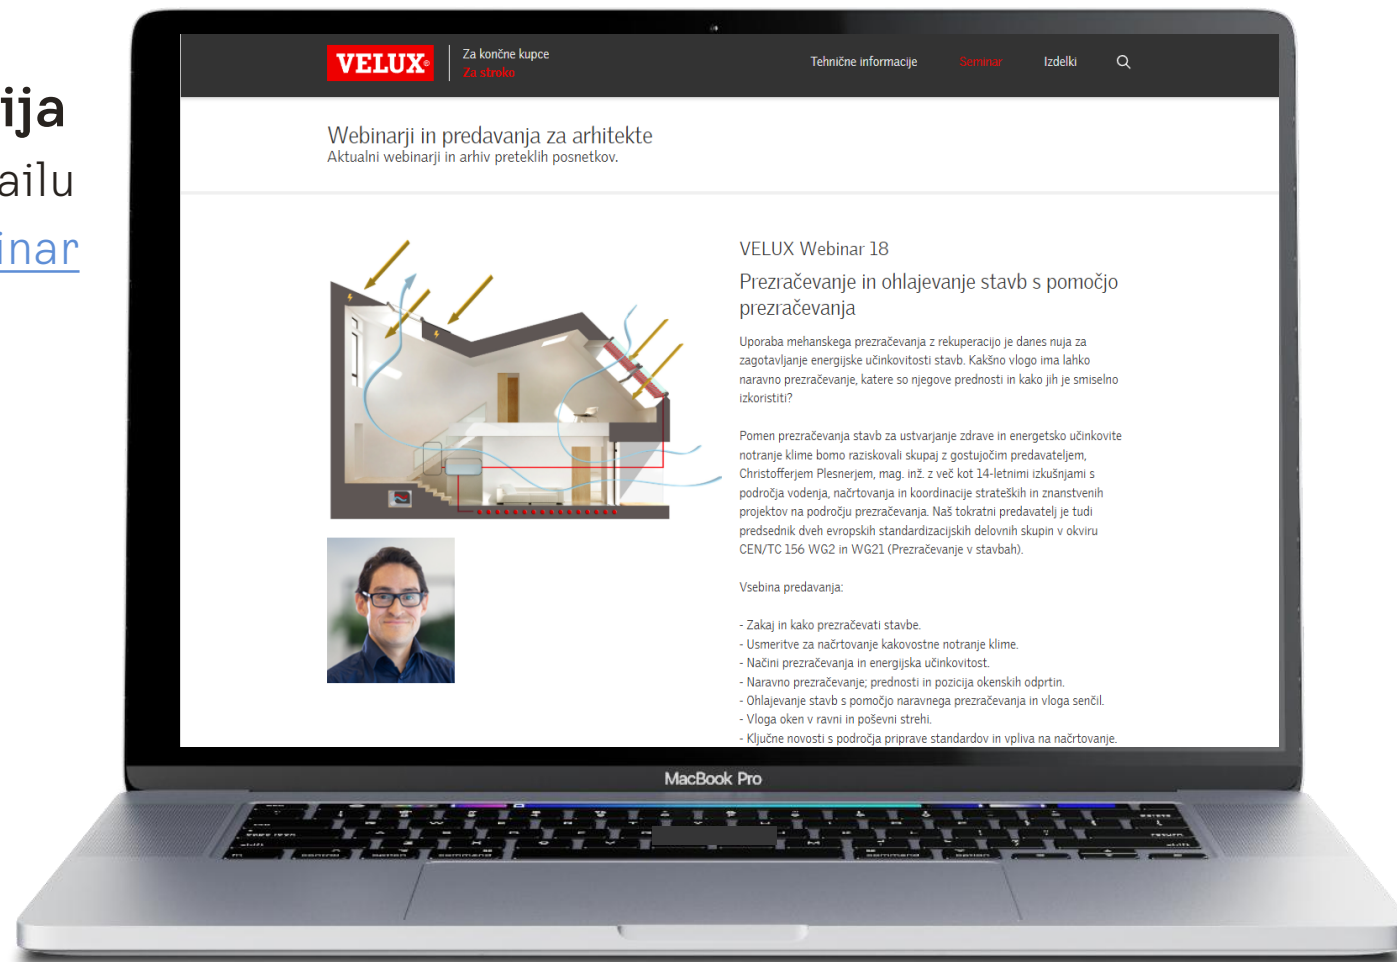 ija
ailu
inar
VELUX®
Za končne kupce
Za stroko
Tehnične informacije
Seminar
Izdelki
Webinarji in predavanja za arhitekte
Aktualni webinarji in arhiv preteklih posnetkov.
VELUX Webinar 18
Prezračevanje in ohlajevanje stavb s pomočjo
prezračevanja
Uporaba mehanskega prezračevanja z rekuperacijo je danes nuja za
zagotavljanje energijske učinkovitosti stavb. Kakšno vlogo ima lahko
naravno prezračevanje, katere so njegove prednosti in kako jih je smiselno
izkoristiti?
Pomen prezračevanja stavb za ustvarjanje zdrave in energetsko učinkovite
notranje klime bomo raziskovali skupaj z gostujočim predavateljem,
Christofferjem Plesnerjem, mag. inž. z več kot 14-letnimi izkušnjami s
področja vodenja, načrtovanja in koordinacije strateških in znanstvenih
projektov na področju prezračevanja. Naš tokratni predavatelj je tudi
predsednik dveh evropskih standardizacijskih delovnih skupin v okviru
CEN/TC 156 WG2 in WG21 (Prezračevanje v stavbah).
Vsebina predavanja:
- Zakaj in kako prezračevati stavbe.
- Usmeritve za načrtovanje kakovostne notranje klime.
- Načini prezračevanja in energijska učinkovitost.
- Naravno prezračevanje; prednosti in pozicija okenskih odprtin.
- Ohlajevanje stavb s pomočjo naravnega prezračevanja in vloga senčil.
- Vloga oken v ravni in poševni strehi.
- Ključne novosti s področja priprave standardov in vpliva na načrtovanje.
MacBook Pro
return
fn
control
option
command
command
option